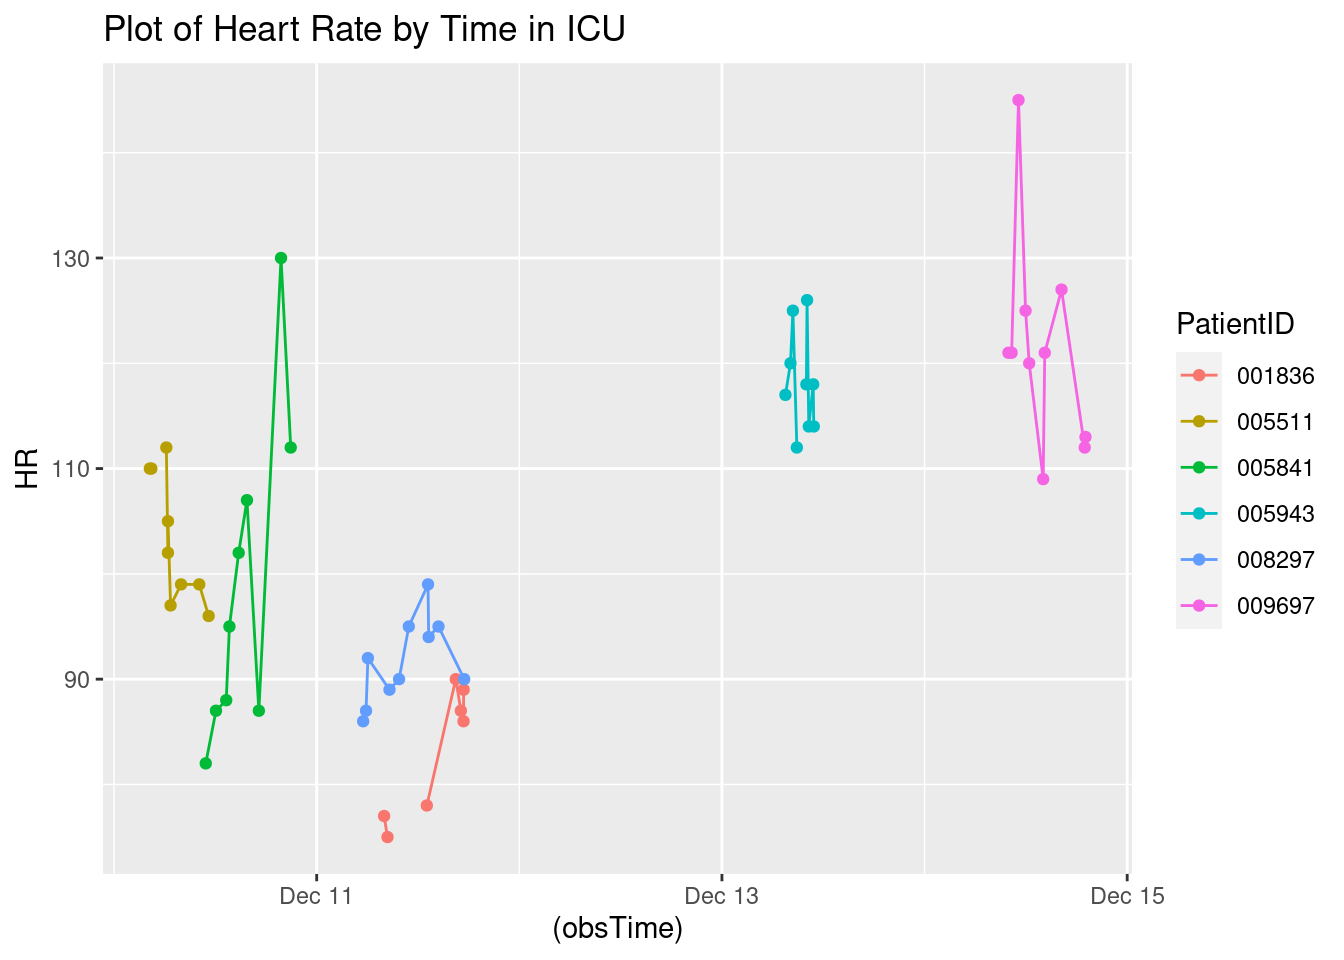 Plot of Heart Rate by Time in ICU
HR
130
110
90
Dec 11
Dec 13
Dec 15
(obsTime)
PatientID
001836
005511
005841
005943
008297
009697